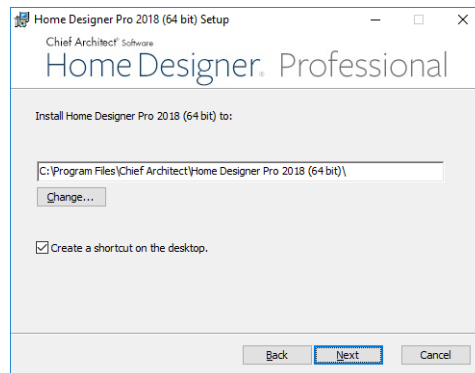 Home Designer Pro 2018 (64 bit) Setup
Chief Architect® Software
Home Designer® Professional
Install Home Designer Pro 2018 (64 bit) to:
C:\Program Files\Chief Architect\Home Designer Pro 2018 (64 bit)\
Change...
Create a shortcut on the desktop.
Back Next Cancel